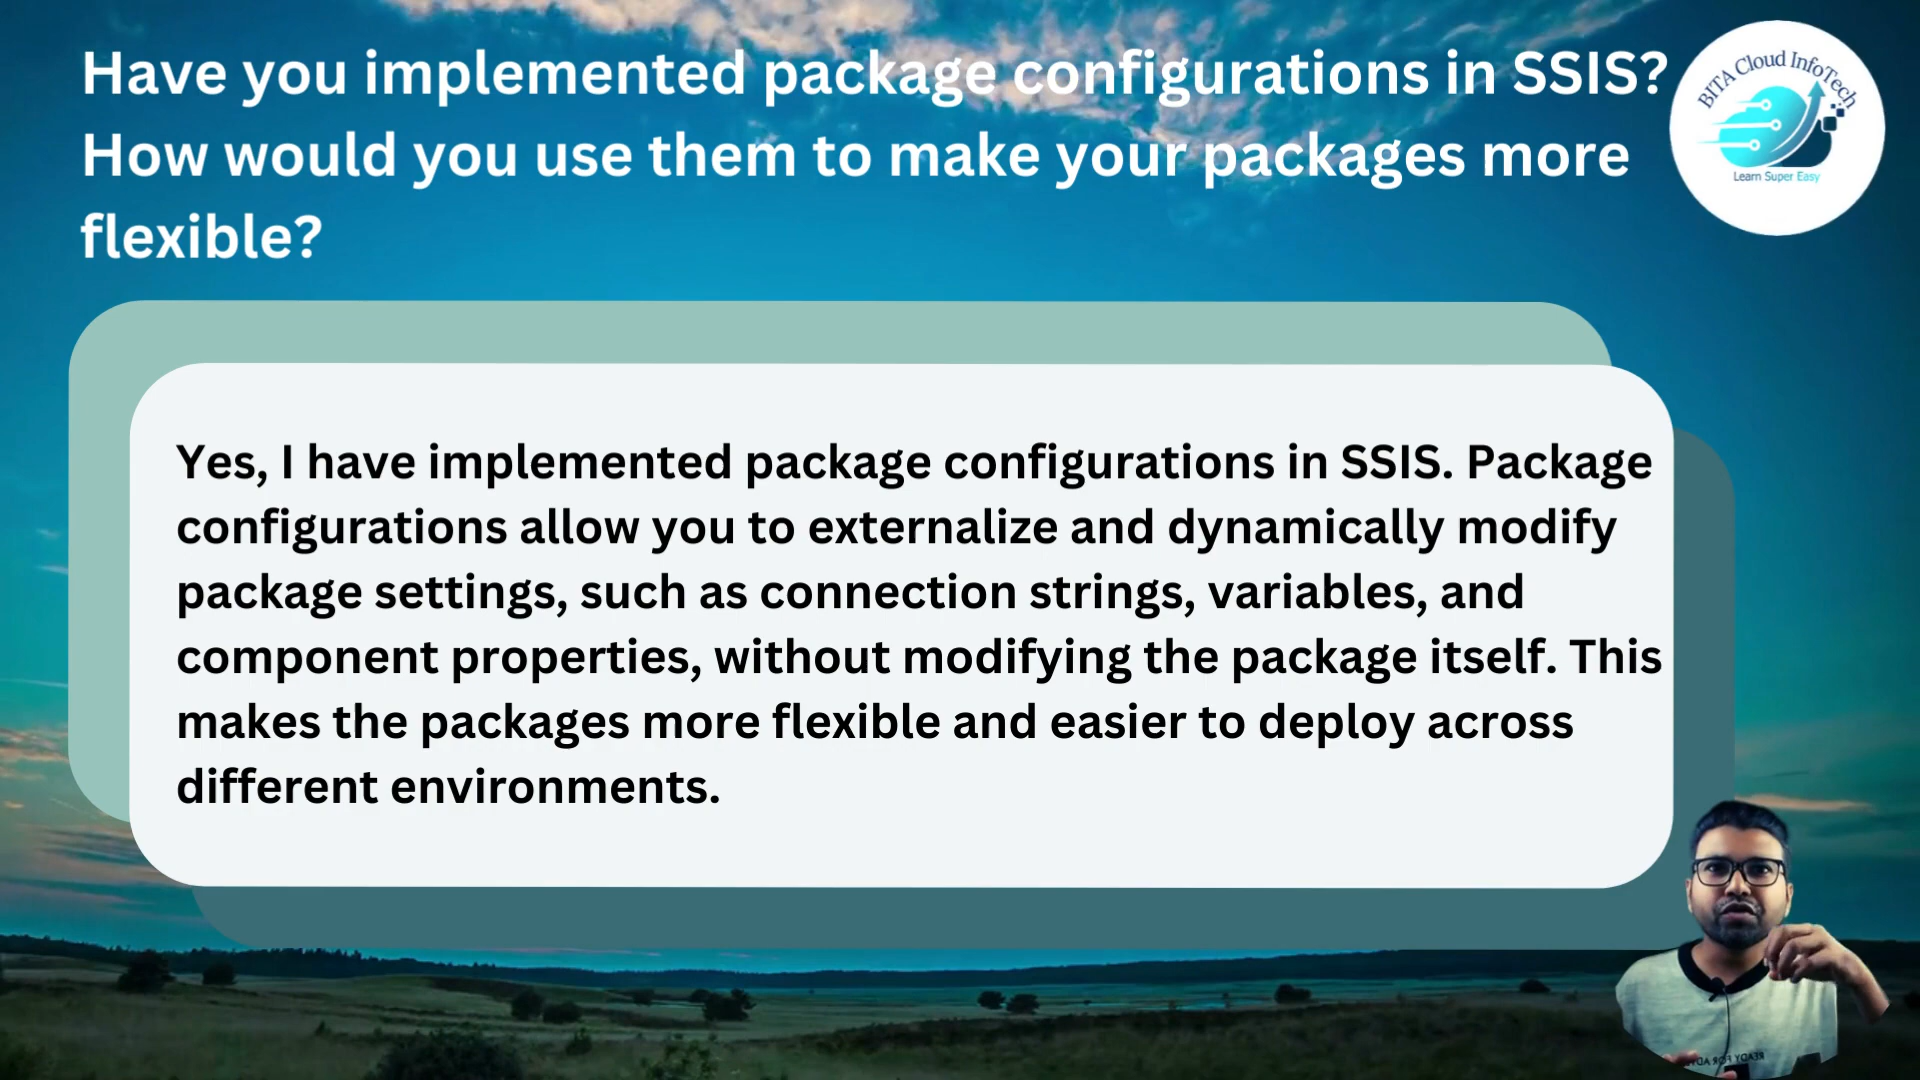 Have you implemented package configurations in SSIS?
How would you use them to make your packages more
flexible?
BITA Cloud InfoTech
Learn Super Easy
Yes, I have implemented package configurations in SSIS. Package
configurations allow you to externalize and dynamically modify
package settings, such as connection strings, variables, and
component properties, without modifying the package itself. This
makes the packages more flexible and easier to deploy across
different environments.
READY FOR